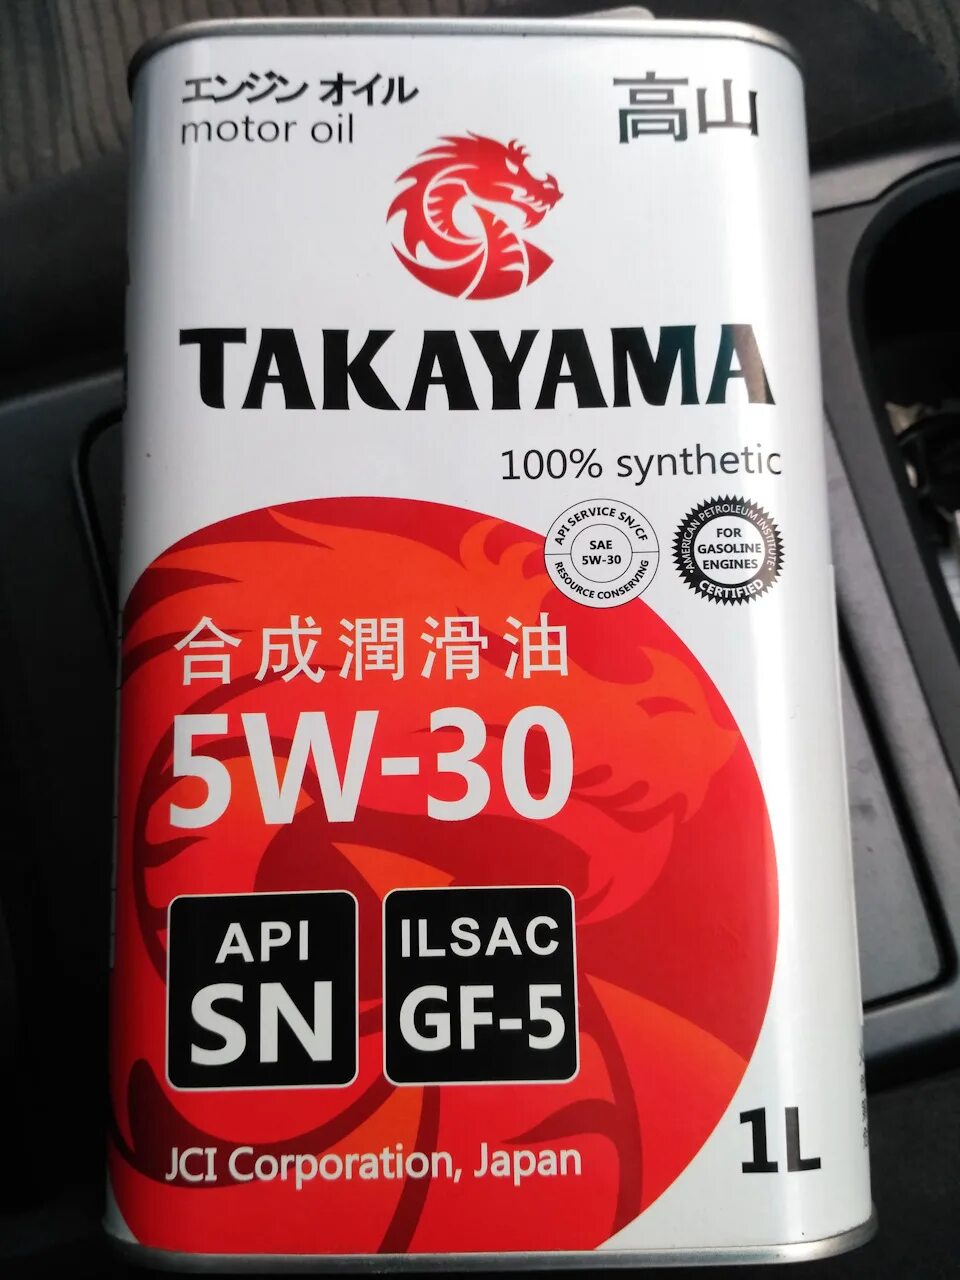 エンジン オイル
motor oil
高山
TAKAYAMA
100% synthetic
API SERVICE SN/CF
SAE
5W-30
RESOURCE CONSERVING
AMERICAN PETROLEUM INSTITUTE
FOR
GASOLINE
ENGINES
CERTIFIED
合成潤滑油
5W-30
API
SN
ILSAC
GF-5
JCI Corporation, Japan
1L